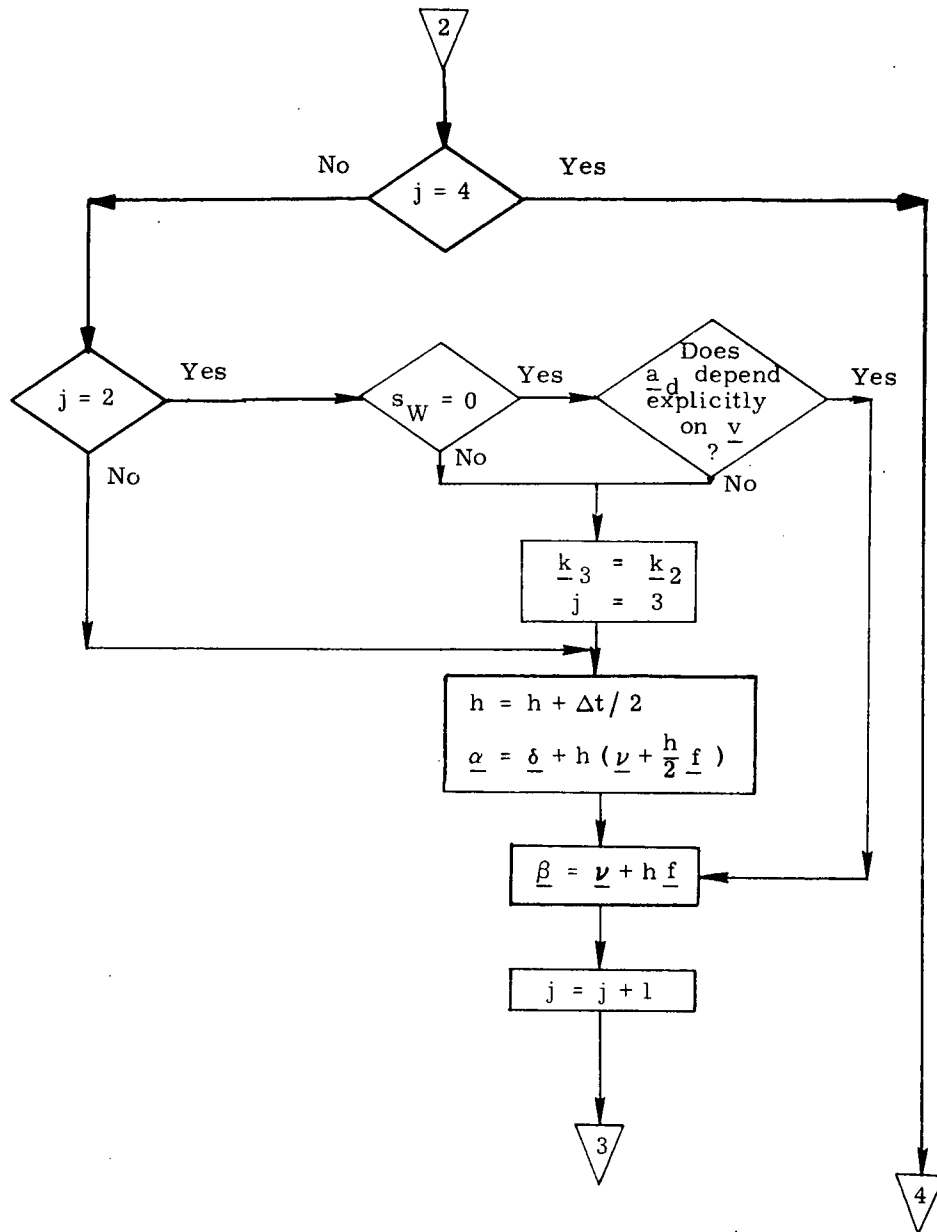 2
No
Yes
j = 4
j = 2
Yes
s_W = 0
Yes
Does
a_d depend
explicitly
on v
?
Yes
No
No
No
k_3 = k_2
j = 3
h = h + Δt / 2
α = δ + h ( ν + h/2 f )
β = ν + h f
j = j + 1
3
4